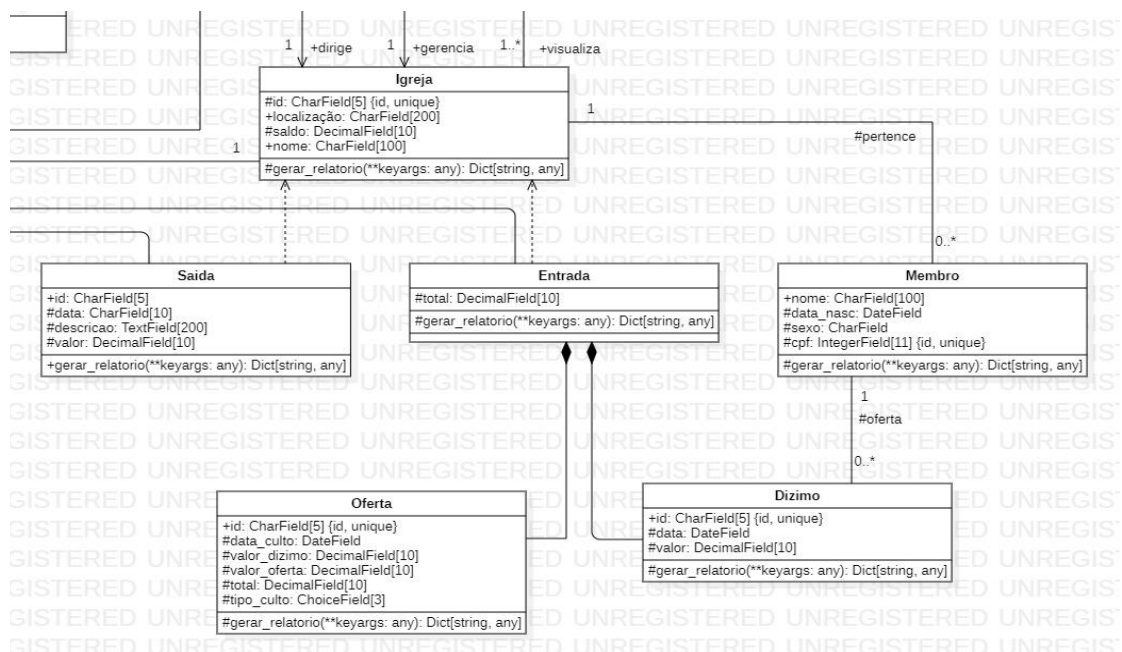 1 +dirige 1 +gerencia 1..* +visualiza
Igreja
#id: CharField[5] {id, unique}
+localização: CharField[200]
#saldo: DecimalField[10]
+nome: CharField[100]
#gerar_relatorio(**keyargs: any): Dict[string, any]
1
1
#pertence
0..*
Saida
+id: CharField[5]
#data: CharField[10]
#descricao: TextField[200]
#valor: DecimalField[10]
+gerar_relatorio(**keyargs: any): Dict[string, any]
Entrada
#total: DecimalField[10]
#gerar_relatorio(**keyargs: any): Dict[string, any]
Membro
+nome: CharField[100]
#data_nasc: DateField
#sexo: CharField
#cpf: IntegerField[11] {id, unique}
#gerar_relatorio(**keyargs: any): Dict[string, any]
1
#oferta
0..*
Oferta
+id: CharField[5] {id, unique}
#data_culto: DateField
#valor_dizimo: DecimalField[10]
#valor_oferta: DecimalField[10]
#total: DecimalField[10]
#tipo_culto: ChoiceField[3]
#gerar_relatorio(**keyargs: any): Dict[string, any]
Dizimo
+id: CharField[5] {id, unique}
#data: DateField
#valor: DecimalField[10]
#gerar_relatorio(**keyargs: any): Dict[string, any]
UNREGISTERED